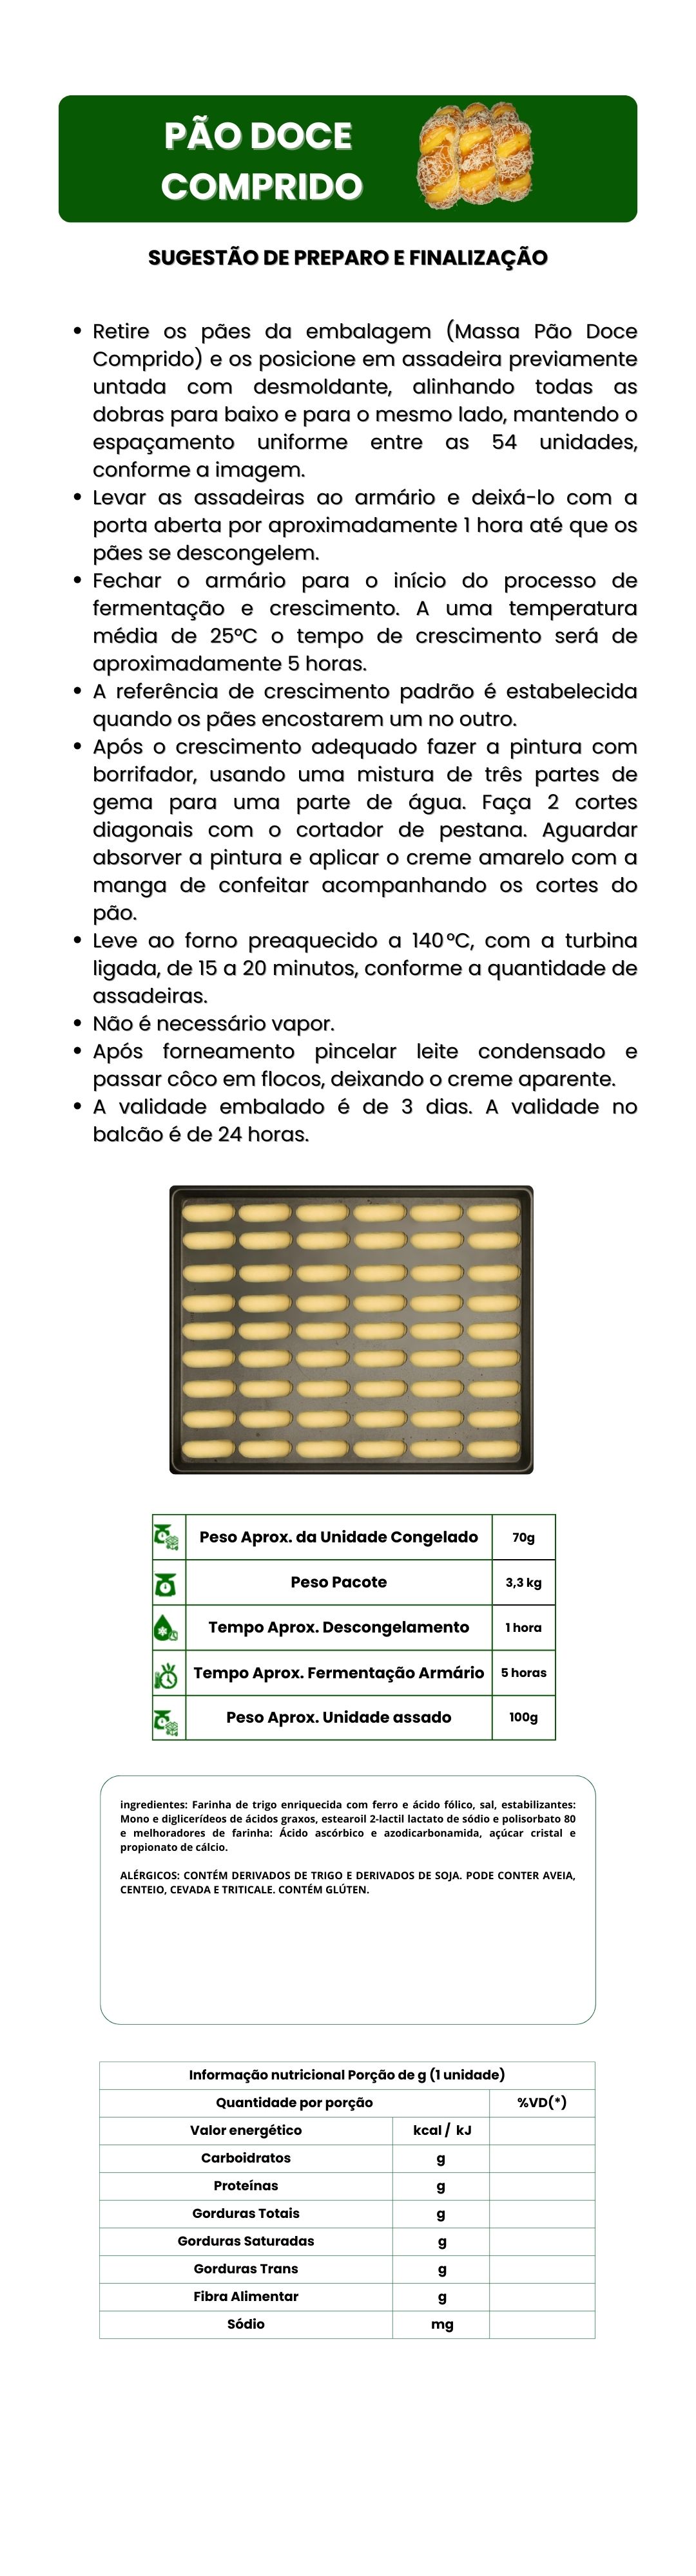 PÃO DOCE
COMPRIDO
SUGESTÃO DE PREPARO E FINALIZAÇÃO
• Retire os pães da embalagem (Massa Pão Doce
Comprido) e os posicione em assadeira previamente
untada com desmoldante, alinhando todas as
dobras para baixo e para o mesmo lado, mantendo o
espaçamento uniforme entre as 54 unidades,
conforme a imagem.
• Levar as assadeiras ao armário e deixá-lo com a
porta aberta por aproximadamente 1 hora até que os
pães se descongelem.
• Fechar o armário para o início do processo de
fermentação e crescimento. A uma temperatura
média de 25°C o tempo de crescimento será de
aproximadamente 5 horas.
• A referência de crescimento padrão é estabelecida
quando os pães encostarem um no outro.
• Após o crescimento adequado fazer a pintura com
borrifador, usando uma mistura de três partes de
gema para uma parte de água. Faça 2 cortes
diagonais com o cortador de pestana. Aguardar
absorver a pintura e aplicar o creme amarelo com a
manga de confeitar acompanhando os cortes do
pão.
• Leve ao forno preaquecido a 140°C, com a turbina
ligada, de 15 a 20 minutos, conforme a quantidade de
assadeiras.
• Não é necessário vapor.
• Após forneamento pincelar leite condensado e
passar côco em flocos, deixando o creme aparente.
• A validade embalado é de 3 dias. A validade no
balcão é de 24 horas.
Peso Aprox. da Unidade Congelado 70g
Peso Pacote 3,3 kg
Tempo Aprox. Descongelamento 1 hora
Tempo Aprox. Fermentação Armário 5 horas
Peso Aprox. Unidade assado 100g
ingredientes: Farinha de trigo enriquecida com ferro e ácido fólico, sal, estabilizantes:
Mono e diglicerídeos de ácidos graxos, estearoil 2-lactil lactato de sódio e polisorbato 80
e melhoradores de farinha: Ácido ascórbico e azodicarbonamida, açúcar cristal e
propionato de cálcio.
ALÉRGICOS: CONTÉM DERIVADOS DE TRIGO E DERIVADOS DE SOJA. PODE CONTER AVEIA,
CENTEIO, CEVADA E TRITICALE. CONTÉM GLÚTEN.
Informação nutricional Porção de g (1 unidade)
Quantidade por porção %VD(*)
Valor energético kcal / kJ
Carboidratos g
Proteínas g
Gorduras Totais g
Gorduras Saturadas g
Gorduras Trans g
Fibra Alimentar g
Sódio mg